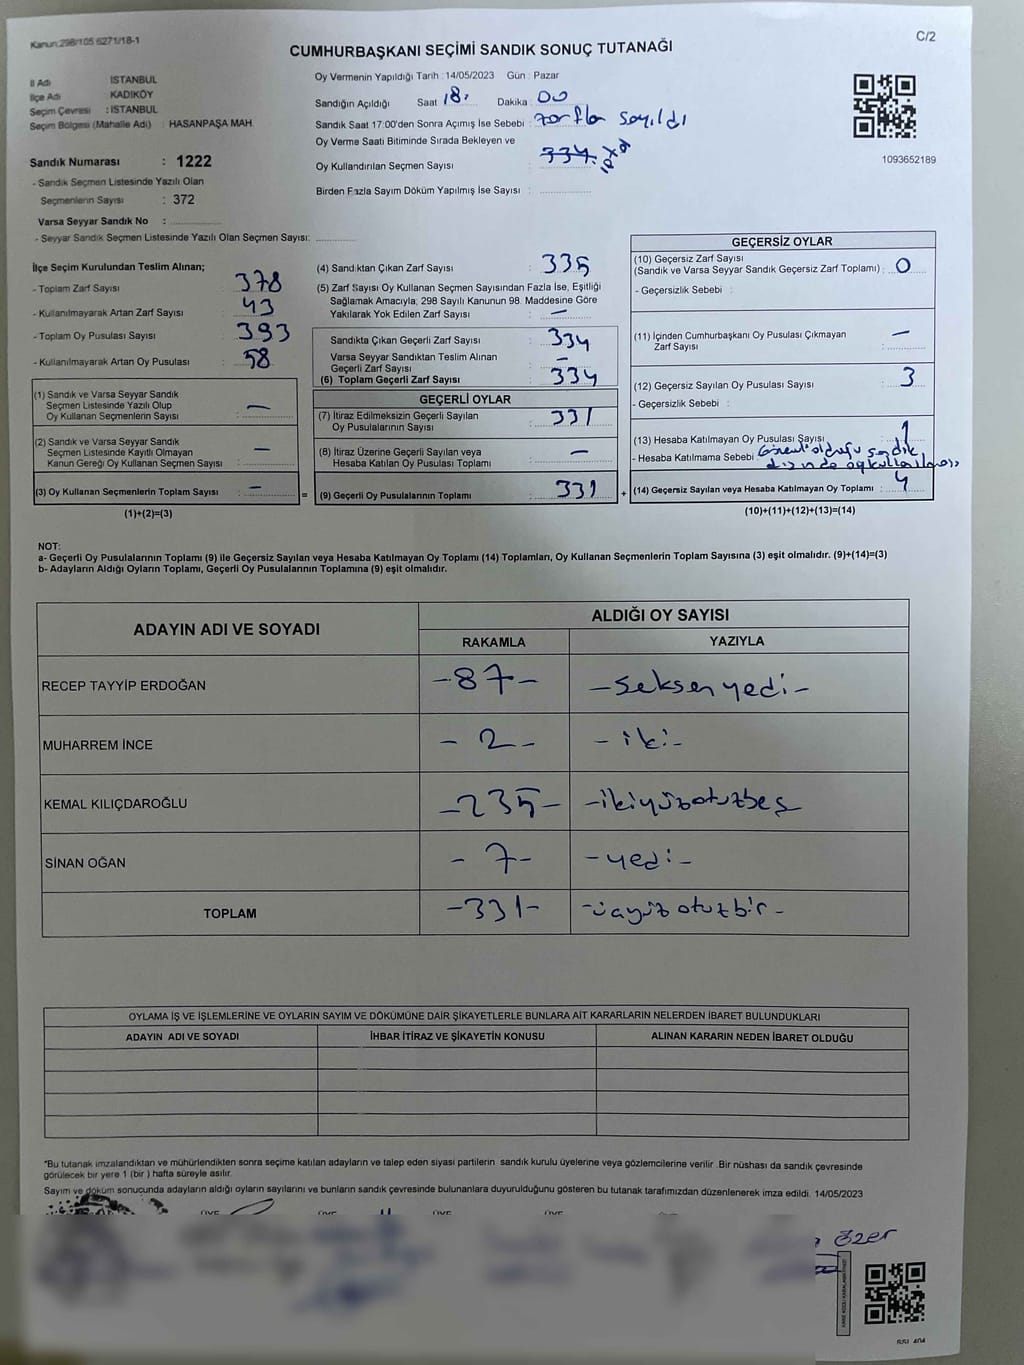 Kanun:298/105 6271/18-1
C/2
CUMHURBAŞKANI SEÇİMİ SANDIK SONUÇ TUTANAĞI
İl Adı İSTANBUL
İlçe Adı KADIKÖY
Seçim Çevresi : İSTANBUL
Seçim Bölgesi (Mahalle Adı) : HASANPAŞA MAH.
Sandık Numarası : 1222
- Sandık Seçmen Listesinde Yazılı Olan
Seçmenlerin Sayısı : 372
Varsa Seyyar Sandık No :
- Seyyar Sandık Seçmen Listesinde Yazılı Olan Seçmen Sayısı:
Oy Vermenin Yapıldığı Tarih : 14/05/2023 Gün : Pazar
Sandığın Açıldığı Saat 18. Dakika 00
Sandık Saat 17:00'den Sonra Açımış İse Sebebi : zarflar sayıldı
Oy Verme Saati Bitiminde Sırada Bekleyen ve
Oy Kullandırılan Seçmen Sayısı : 334
Birden Fazla Sayım Döküm Yapılmış İse Sayısı :
1093652189
İlçe Seçim Kurulundan Teslim Alınan;
- Toplam Zarf Sayısı : 378
- Kullanılmayarak Artan Zarf Sayısı : 43
- Toplam Oy Pusulası Sayısı : 393
- Kullanılmayarak Artan Oy Pusulası : 58
(1) Sandık ve Varsa Seyyar Sandık
Seçmen Listesinde Yazılı Olup
Oy Kullanan Seçmenlerin Sayısı : —
(2) Sandık ve Varsa Seyyar Sandık
Seçmen Listesinde Kayıtlı Olmayan
Kanun Gereği Oy Kullanan Seçmen Sayısı : —
(3) Oy Kullanan Seçmenlerin Toplam Sayısı : — =
(1)+(2)=(3)
(4) Sandıktan Çıkan Zarf Sayısı : 335
(5) Zarf Sayısı Oy Kullanan Seçmen Sayısından Fazla İse, Eşitliği
Sağlamak Amacıyla; 298 Sayılı Kanunun 98. Maddesine Göre
Yakılarak Yok Edilen Zarf Sayısı : —
Sandıkta Çıkan Geçerli Zarf Sayısı : 334
Varsa Seyyar Sandıktan Teslim Alınan
Geçerli Zarf Sayısı : —
(6) Toplam Geçerli Zarf Sayısı : 334
GEÇERLİ OYLAR
(7) İtiraz Edilmeksizin Geçerli Sayılan
Oy Pusulalarının Sayısı : 331
(8) İtiraz Üzerine Geçerli Sayılan veya
Hesaba Katılan Oy Pusulası Toplamı : —
(9) Geçerli Oy Pusulalarının Toplamı : 331 +
GEÇERSİZ OYLAR
(10) Geçersiz Zarf Sayısı
(Sandık ve Varsa Seyyar Sandık Geçersiz Zarf Toplamı) : 0
- Geçersizlik Sebebi :
(11) İçinden Cumhurbaşkanı Oy Pusulası Çıkmayan
Zarf Sayısı : —
(12) Geçersiz Sayılan Oy Pusulası Sayısı : 3
- Geçersizlik Sebebi :
(13) Hesaba Katılmayan Oy Pusulası Sayısı : 1
- Hesaba Katılmama Sebebi : Görevli olduğu sandık
dışında oy kullanılması
(14) Geçersiz Sayılan veya Hesaba Katılmayan Oy Toplamı : 4
(10)+(11)+(12)+(13)=(14)
NOT:
a- Geçerli Oy Pusulalarının Toplamı (9) ile Geçersiz Sayılan veya Hesaba Katılmayan Oy Toplamı (14) Toplamları, Oy Kullanan Seçmenlerin Toplam Sayısına (3) eşit olmalıdır. (9)+(14)=(3)
b- Adayların Aldığı Oyların Toplamı, Geçerli Oy Pusulalarının Toplamına (9) eşit olmalıdır.
ADAYIN ADI VE SOYADI ALDIĞI OY SAYISI
RAKAMLA YAZIYLA
RECEP TAYYİP ERDOĞAN -87- -seksen yedi-
MUHARREM İNCE - 2 - - iki -
KEMAL KILIÇDAROĞLU -235- -ikiyüzotuzbeş
SİNAN OĞAN - 7 - - yedi -
TOPLAM -331- -üçyüz otuzbir -
OYLAMA İŞ VE İŞLEMLERİNE VE OYLARIN SAYIM VE DÖKÜMÜNE DAİR ŞİKAYETLERLE BUNLARA AİT KARARLARIN NELERDEN İBARET BULUNDUKLARI
ADAYIN ADI VE SOYADI İHBAR İTİRAZ VE ŞİKAYETİN KONUSU ALINAN KARARIN NEDEN İBARET OLDUĞU
*Bu tutanak imzalandıktan ve mühürlendikten sonra seçime katılan adayların ve talep eden siyasi partilerin sandık kurulu üyelerine veya gözlemcilerine verilir .Bir nüshası da sandık çevresinde
görülecek bir yere 1 (bir ) hafta süreyle asılır.
Sayım ve döküm sonucunda adayların aldığı oyların sayılarını ve bunların sandık çevresinde bulunanlara duyurulduğunu gösteren bu tutanak tarafımızdan düzenlenerek imza edildi. 14/05/2023
ÜYE ÜYE ÜYE ÜYE ÜYE
Özer